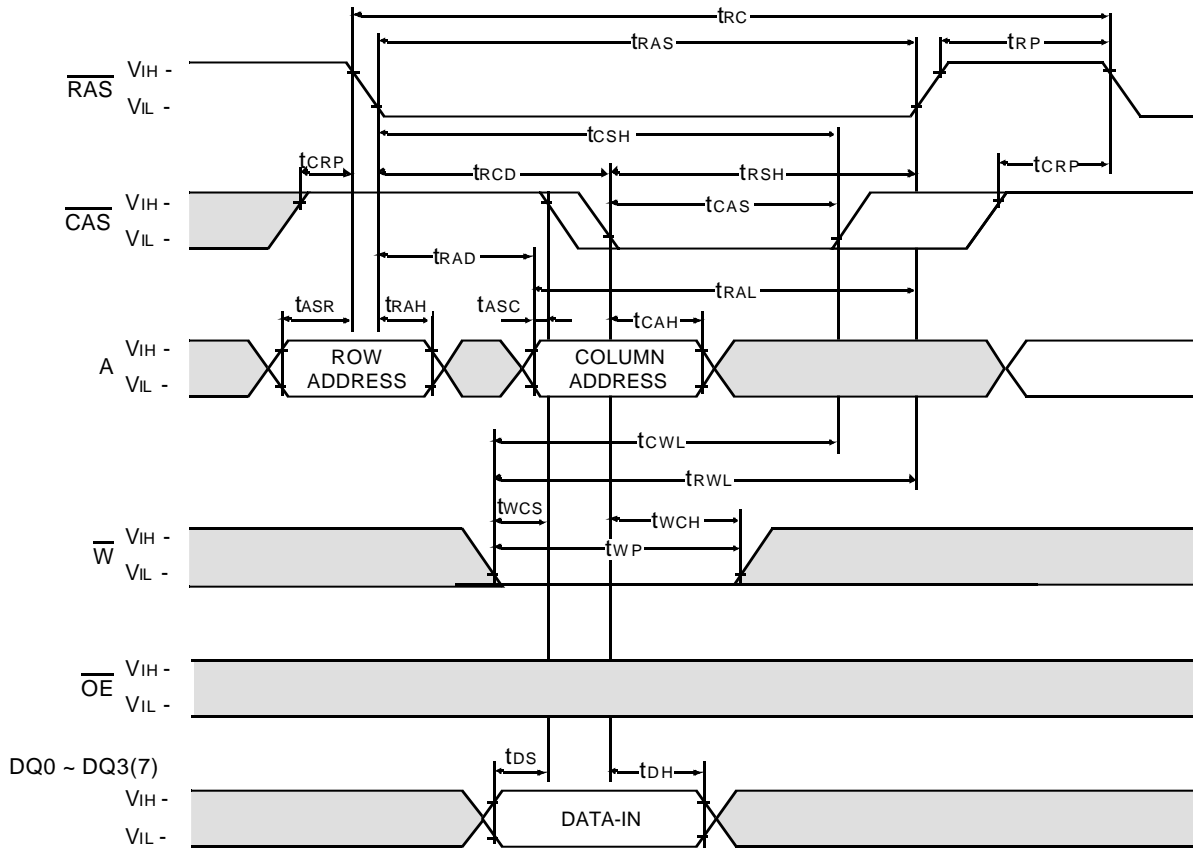 tRC
tRAS
tRP
RAS
VIH -
VIL -
tCSH
tCRP
tRCD
tRSH
tCRP
CAS
VIH -
VIL -
tCAS
tRAD
tRAL
tASR
tRAH
tASC
tCAH
A
VIH -
VIL -
ROW
ADDRESS
COLUMN
ADDRESS
tCWL
tRWL
tWCS
tWCH
W
VIH -
VIL -
tWP
OE
VIH -
VIL -
tDS
tDH
DQ0 ~ DQ3(7)
VIH -
VIL -
DATA-IN